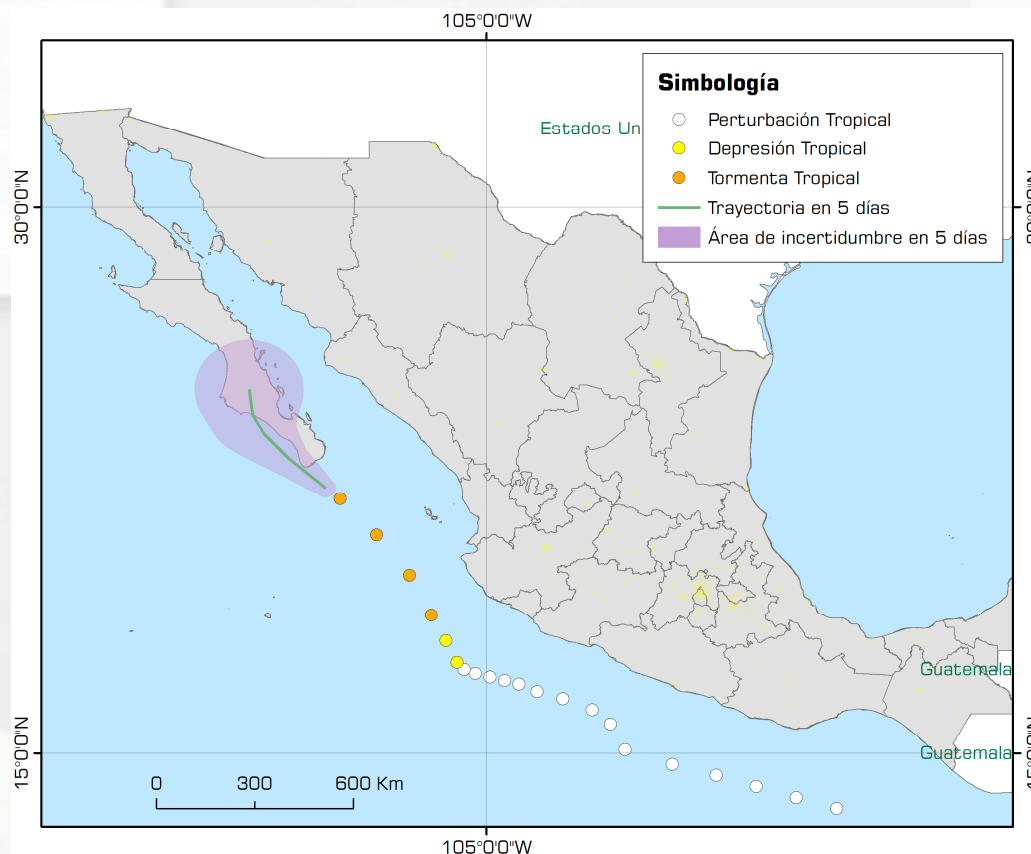 105°0'0"W
Simbología
Perturbación Tropical
Estados Un
Depresión Tropical
Tormenta Tropical
Trayectoria en 5 días
Área de incertidumbre en 5 días
30°0'0"N
Guatemala
Guatemala
15°0'0"N
0 300 600 Km
105°0'0"W